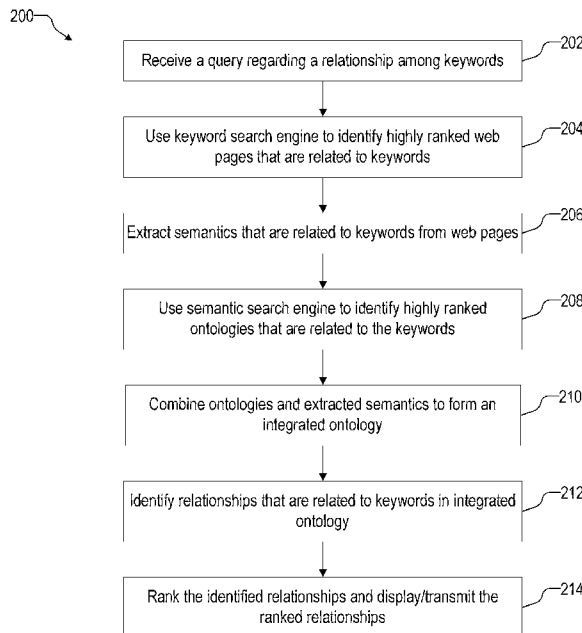 200
202
Receive a query regarding a relationship among keywords
204
Use keyword search engine to identify highly ranked web
pages that are related to keywords
206
Extract semantics that are related to keywords from web pages
208
Use semantic search engine to identify highly ranked
ontologies that are related to the keywords
210
Combine ontologies and extracted semantics to form an
integrated ontology
212
Identify relationships that are related to keywords in integrated
ontology
214
Rank the identified relationships and display/transmit the
ranked relationships